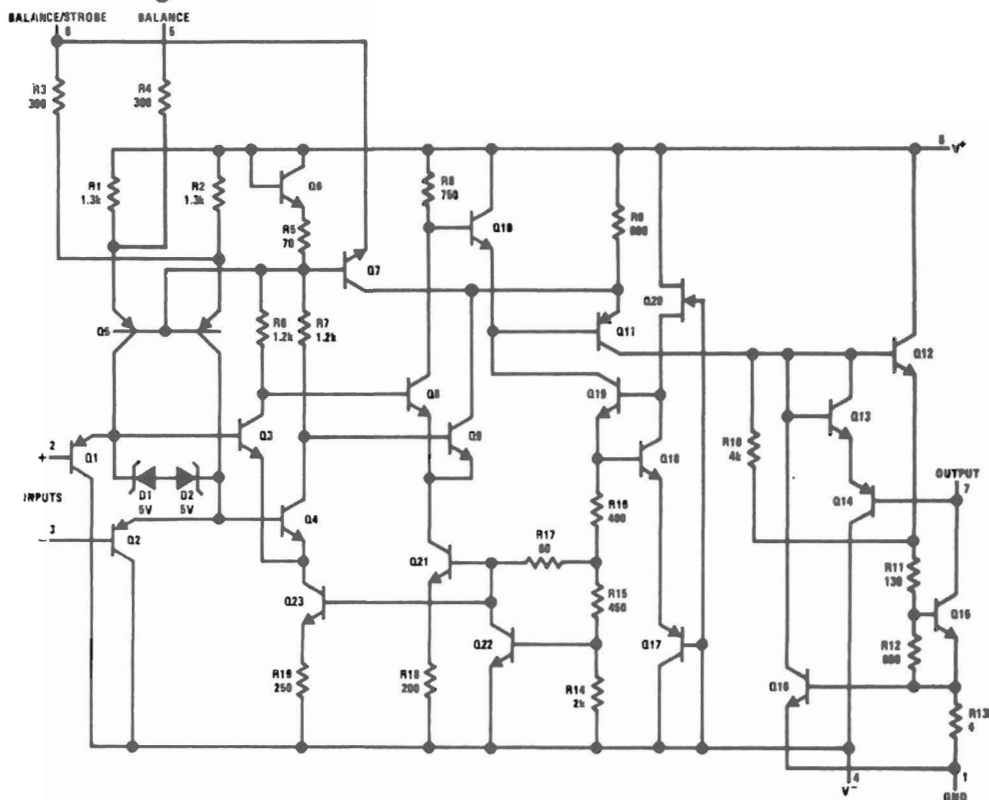 BALANCE/STROBE BALANCE
6 5
R3
300
R4
300
8
V+
R1
1.3k
R2
1.3k
Q6
R8
750
Q18
R9
800
R5
70
Q7
Q20
Q5
R6
1.2k
R7
1.2k
Q11
Q12
Q8
Q19
Q13
2
+
Q1
Q3
Q9
R10
4k
Q18
OUTPUT
7
INPUTS
D1
5V
D2
5V
Q14
R16
400
3
−
Q2
Q4
Q21
R17
60
R11
130
Q23
R15
450
Q15
Q22
Q17
R12
600
R19
250
R18
200
R14
2k
Q16
R13
4
4
V−
1
GND